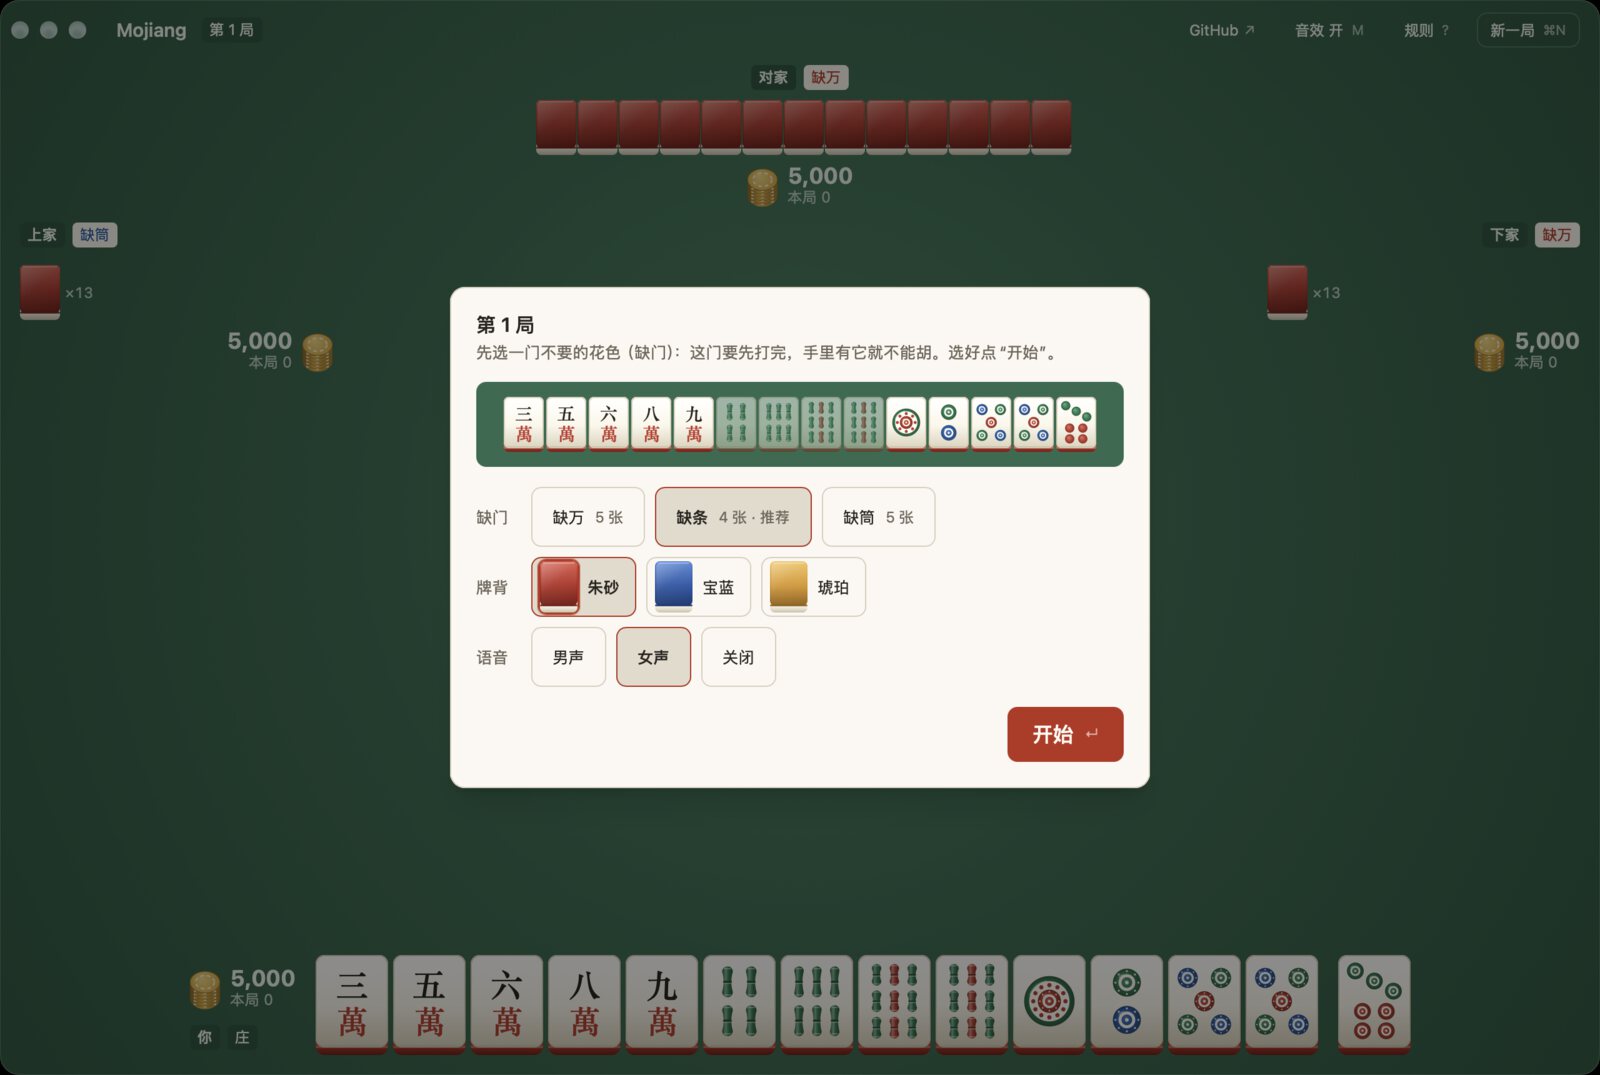 Mojiang 第 1 局 GitHub ↗ 音效 开 M 规则 ? 新一局 ⌘N
对家 缺万
5,000
本局 0
上家 缺筒
×13
5,000
本局 0
下家 缺万
×13
5,000
本局 0
第 1 局
先选一门不要的花色（缺门）：这门要先打完，手里有它就不能胡。选好点“开始”。
三 五 六 八 九
萬 萬 萬 萬 萬
缺门 缺万 5 张 缺条 4 张 · 推荐 缺筒 5 张
牌背 朱砂 宝蓝 琥珀
语音 男声 女声 关闭
开始 ↵
5,000
本局 0
你 庄
三 五 六 八 九
萬 萬 萬 萬 萬